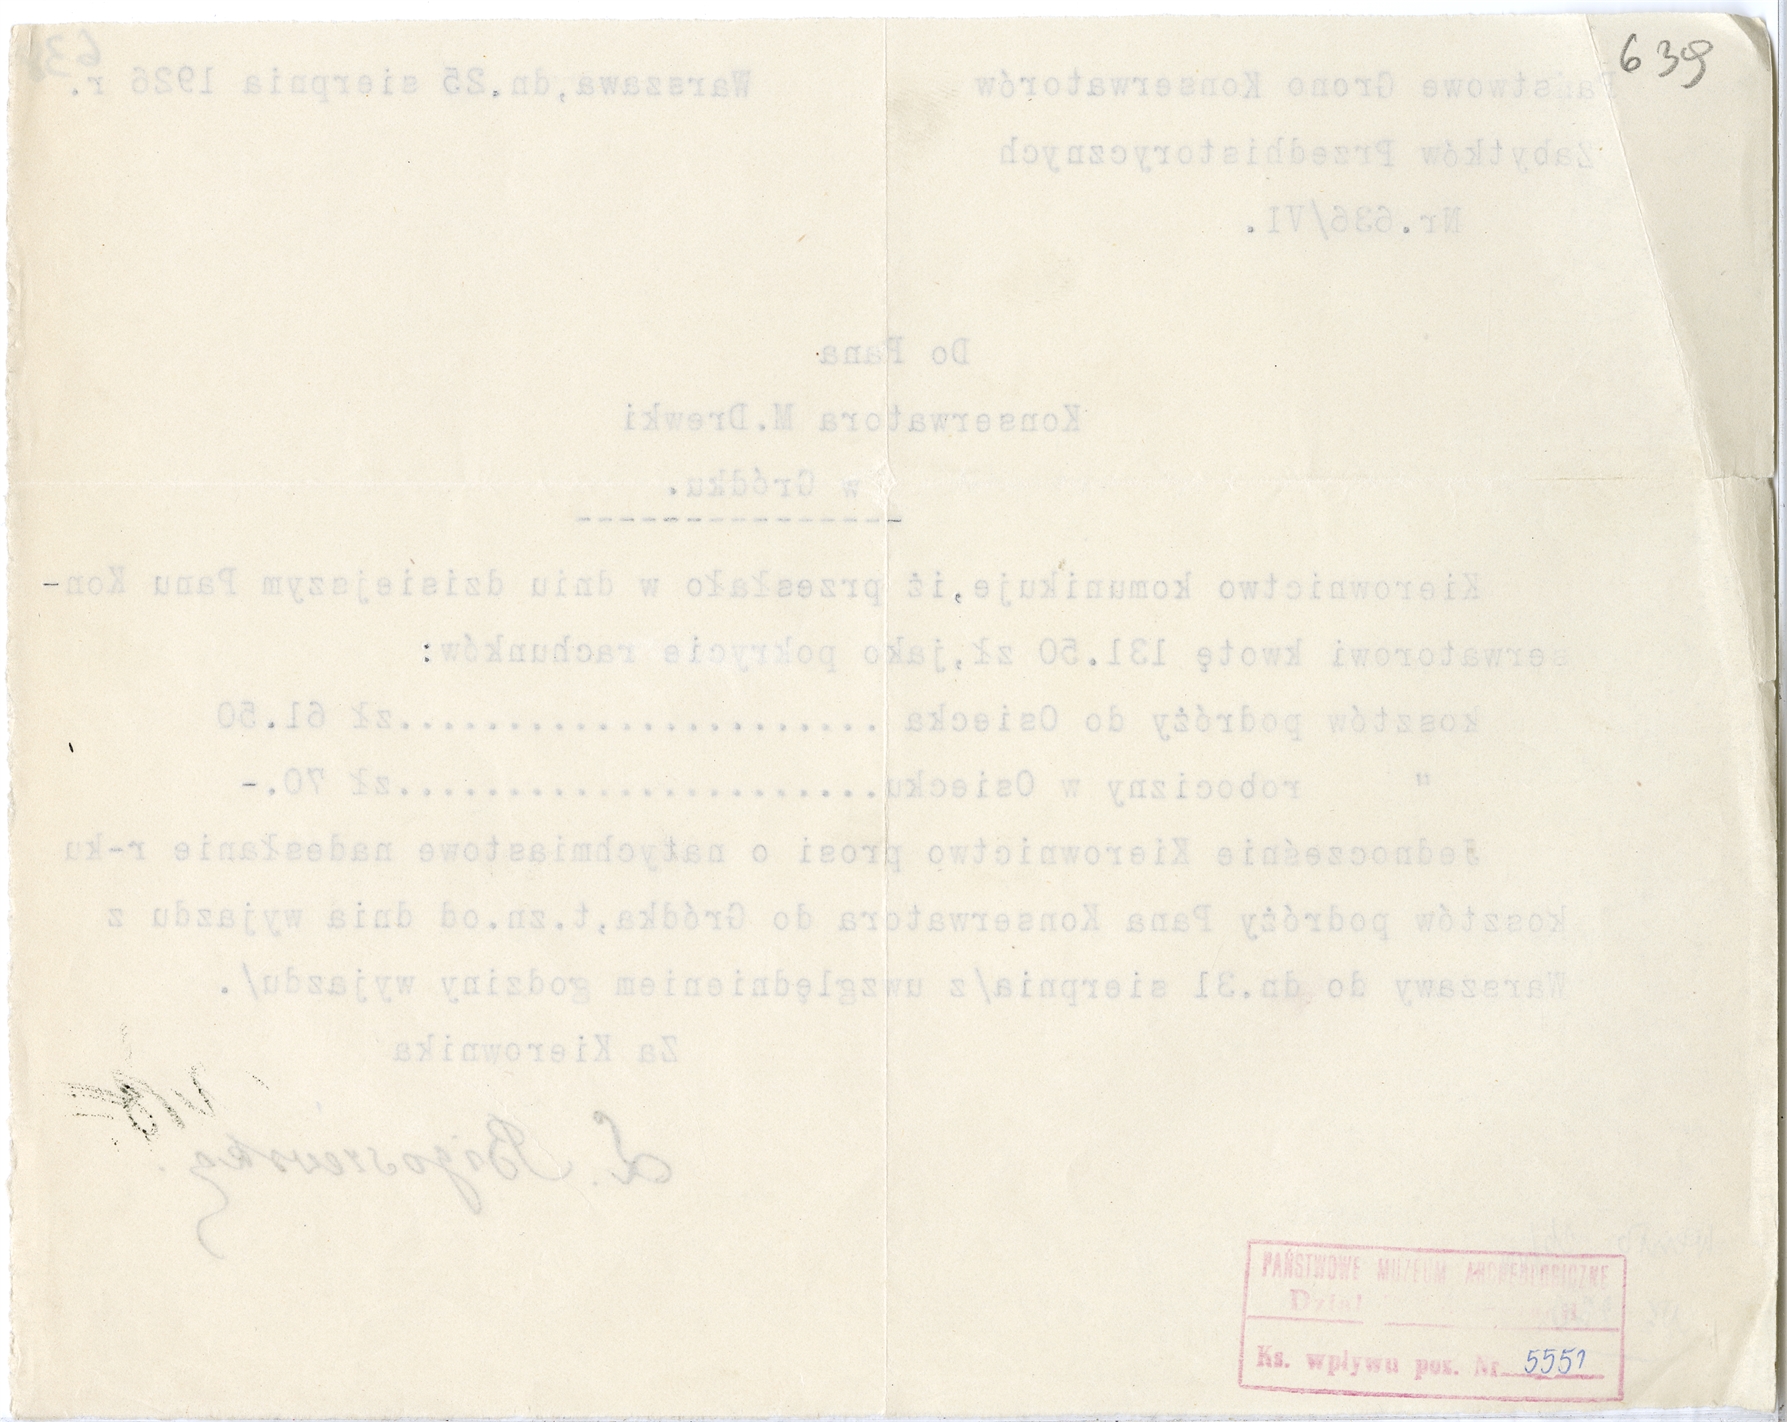 639
Państwowe Grono Konserwatorów
Warszawa,dn.25 sierpnia 1926 r.
Zabytków Przedhistorycznych
Nr.636/VI.
Do Pana
Konserwatora M.Drewki
w Gródku.
----------------
Kierownictwo komunikuje,iż przesłało w dniu dzisiejszym Panu Kon-
serwatorowi kwotę 131.50 zł,jako pokrycie rachunków:
kosztów podróży do Osiecka ........................zł 61.50
" robocizny w Osiecku........................zł 70.-
Jednocześnie Kierownictwo prosi o natychmiastowe nadesłanie r-ku
kosztów podróży Pana Konserwatora do Gródka,t.zn.od dnia wyjazdu z
Warszawy do dn.31 sierpnia/z uwzględnieniem godziny wyjazdu/.
Za Kierownika
L.
PAŃSTWOWE MUZEUM ARCHEOLOGICZNE
Dział
Ks. wpływu poz. Nr 5551